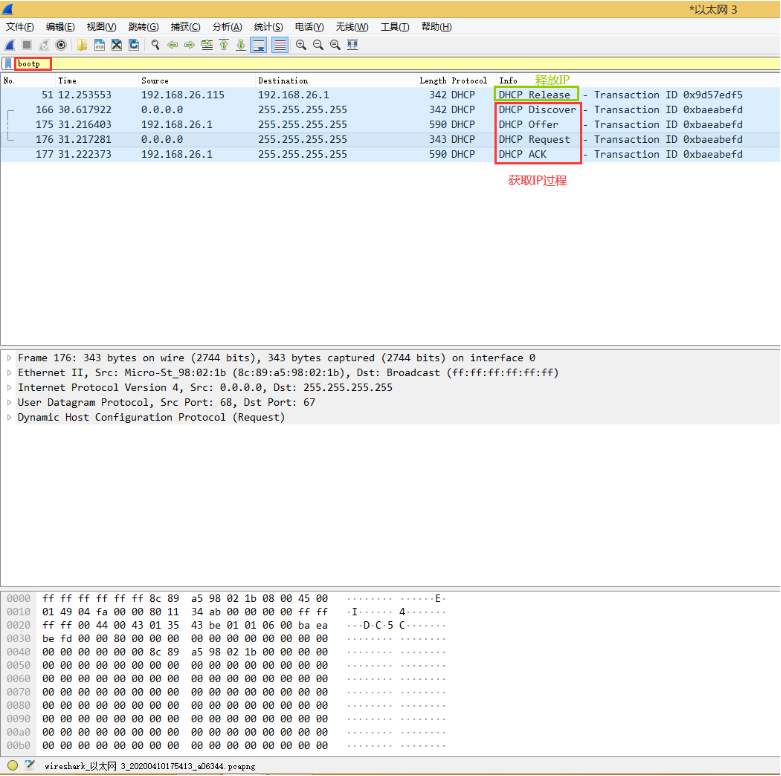 *以太网 3
文件(F) 编辑(E) 视图(V) 跳转(G) 捕获(C) 分析(A) 统计(S) 电话(Y) 无线(W) 工具(T) 帮助(H)
bootp
No. Time Source Destination Length Protocol Info 释放IP
51 12.253553 192.168.26.115 192.168.26.1 342 DHCP DHCP Release - Transaction ID 0x9d57edf5
166 30.617922 0.0.0.0 255.255.255.255 342 DHCP DHCP Discover - Transaction ID 0xbaeabefd
175 31.216403 192.168.26.1 255.255.255.255 590 DHCP DHCP Offer - Transaction ID 0xbaeabefd
176 31.217281 0.0.0.0 255.255.255.255 343 DHCP DHCP Request - Transaction ID 0xbaeabefd
177 31.222373 192.168.26.1 255.255.255.255 590 DHCP DHCP ACK - Transaction ID 0xbaeabefd
获取IP过程
Frame 176: 343 bytes on wire (2744 bits), 343 bytes captured (2744 bits) on interface 0
Ethernet II, Src: Micro-St_98:02:1b (8c:89:a5:98:02:1b), Dst: Broadcast (ff:ff:ff:ff:ff:ff)
Internet Protocol Version 4, Src: 0.0.0.0, Dst: 255.255.255.255
User Datagram Protocol, Src Port: 68, Dst Port: 67
Dynamic Host Configuration Protocol (Request)
0000 ff ff ff ff ff ff 8c 89 a5 98 02 1b 08 00 45 00 ········ ······E·
0010 01 49 04 fa 00 00 80 11 34 ab 00 00 00 00 ff ff ·I······ 4·······
0020 ff ff 00 44 00 43 01 35 43 be 01 01 06 00 ba ea ···D·C·5 C·······
0030 be fd 00 00 80 00 00 00 00 00 00 00 00 00 00 00 ········ ········
0040 00 00 00 00 00 00 8c 89 a5 98 02 1b 00 00 00 00 ········ ········
0050 00 00 00 00 00 00 00 00 00 00 00 00 00 00 00 00 ········ ········
0060 00 00 00 00 00 00 00 00 00 00 00 00 00 00 00 00 ········ ········
0070 00 00 00 00 00 00 00 00 00 00 00 00 00 00 00 00 ········ ········
0080 00 00 00 00 00 00 00 00 00 00 00 00 00 00 00 00 ········ ········
0090 00 00 00 00 00 00 00 00 00 00 00 00 00 00 00 00 ········ ········
00a0 00 00 00 00 00 00 00 00 00 00 00 00 00 00 00 00 ········ ········
00b0 00 00 00 00 00 00 00 00 00 00 00 00 00 00 00 00 ········ ········
wireshark_以太网 3_20200410175413_a06344.pcapng